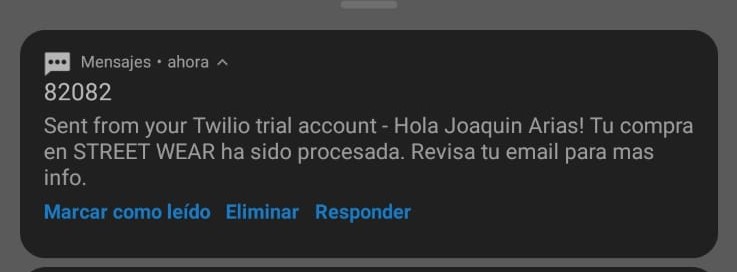 Mensajes • ahora
82082
Sent from your Twilio trial account - Hola Joaquin Arias! Tu compra
en STREET WEAR ha sido procesada. Revisa tu email para mas
info.
Marcar como leído Eliminar Responder